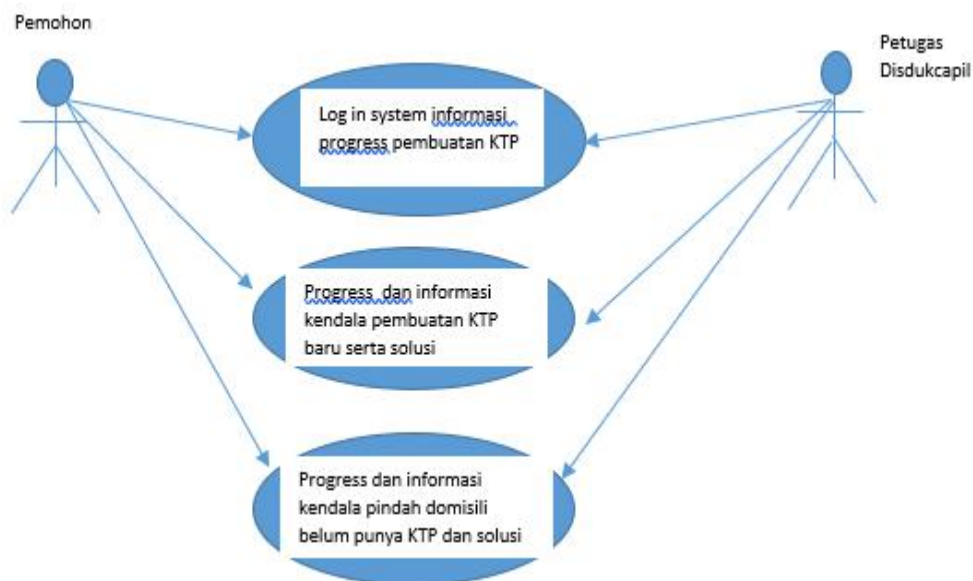 Pemohon
Petugas
Disdukcapil
Log in system informasi
progress pembuatan KTP
Progress dan informasi
kendala pembuatan KTP
baru serta solusi
Progress dan informasi
kendala pindah domisili
belum punya KTP dan solusi